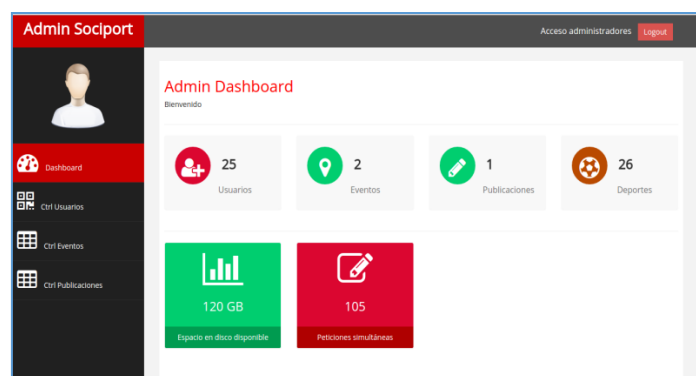 Admin Sociport
Acceso administradores Logout
Admin Dashboard
Bienvenido
Dashboard
Ctrl Usuarios
Ctrl Eventos
Ctrl Publicaciones
25
Usuarios
2
Eventos
1
Publicaciones
26
Deportes
120 GB
Espacio en disco disponible
105
Peticiones simultáneas